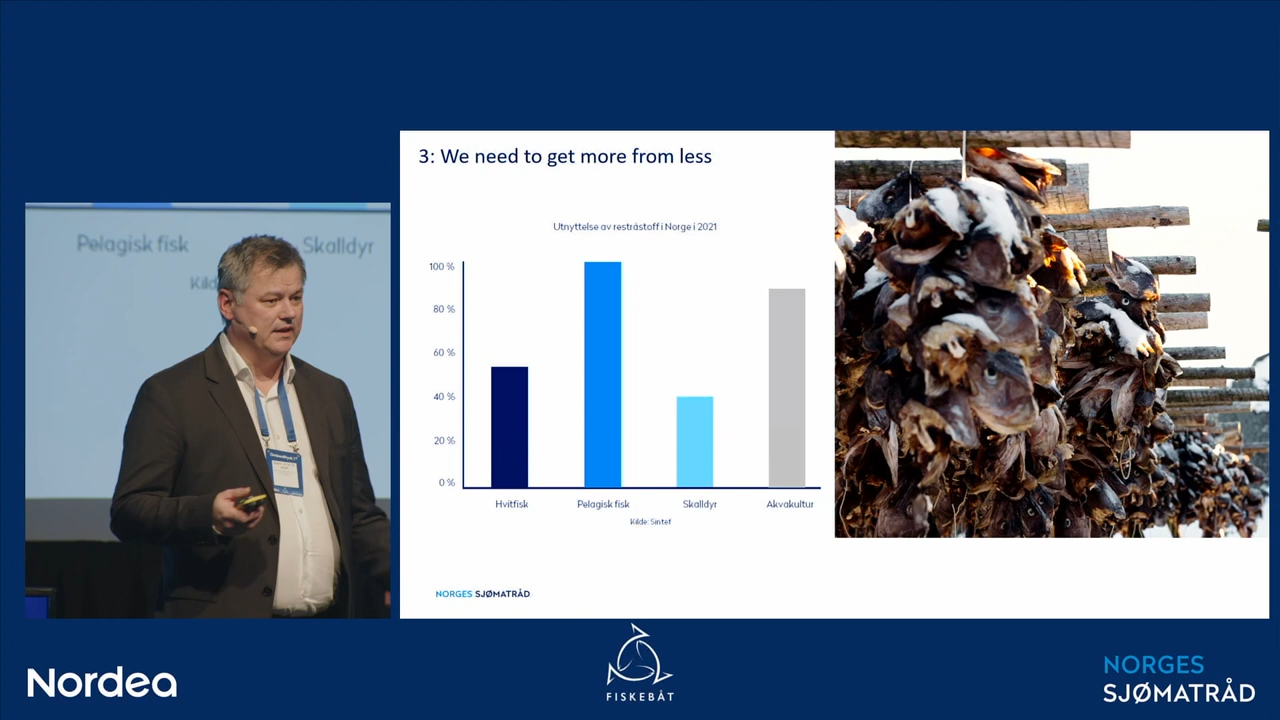 3: We need to get more from less
Utnyttelse av restråstoff i Norge i 2021
100 %
80 %
60 %
40 %
20 %
0 %
Hvitfisk
Pelagisk fisk
Skalldyr
Akvakultur
Kilde: Sintef
NORGES SJØMATRÅD
Pelagisk fisk
Skalldyr
Nordea
FISKEBÅT
NORGES
SJØMATRÅD